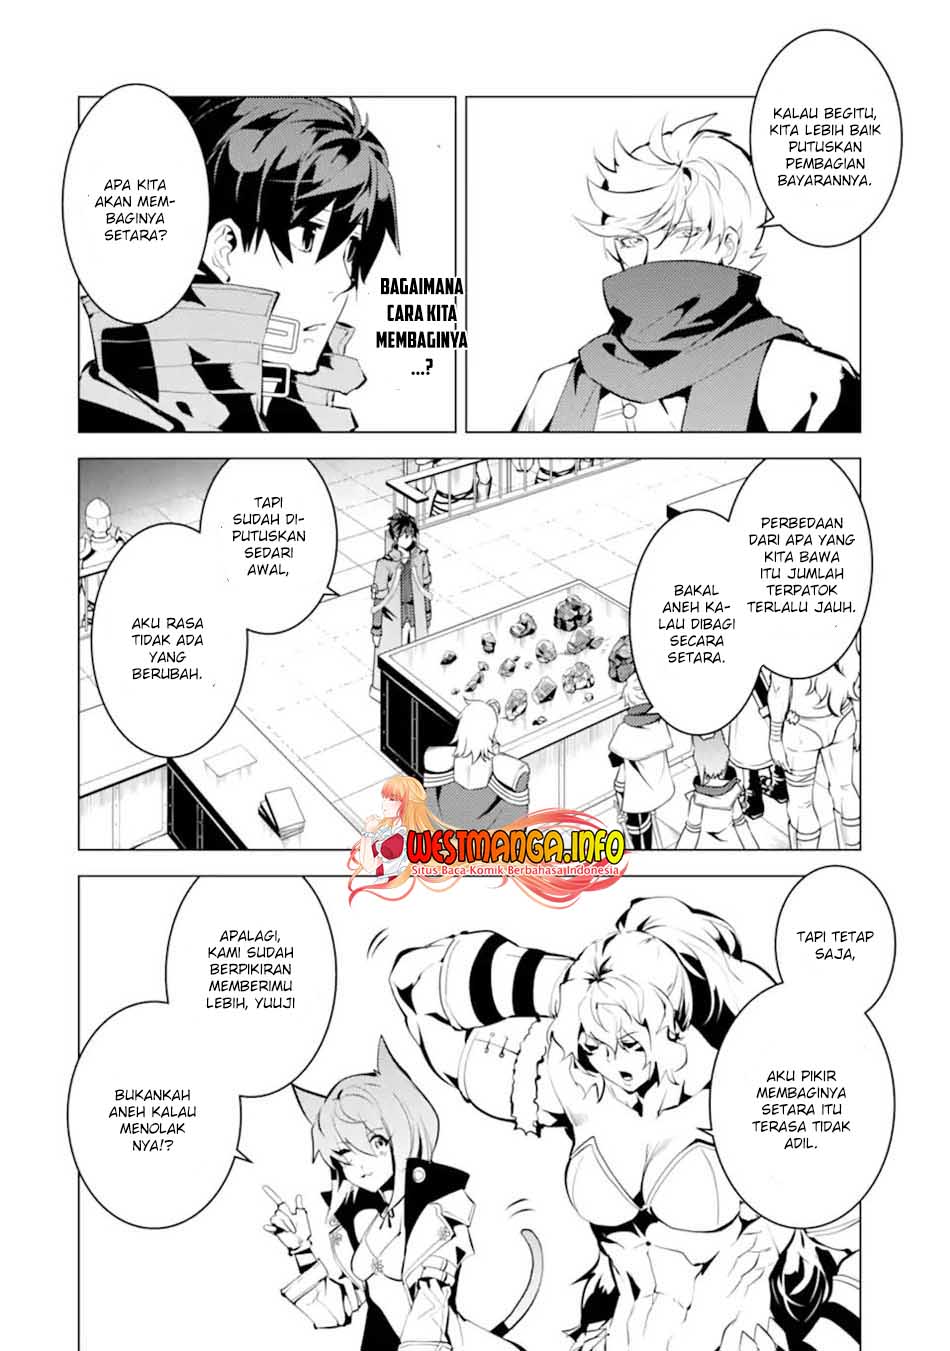 KALAU BEGITU,
KITA LEBIH BAIK
PUTUSKAN
PEMBAGIAN
BAYARANNYA.
BAGAIMANA
CARA KITA
MEMBAGINYA
...?
APA KITA
AKAN MEM-
BAGINYA
SETARA?
PERBEDAAN
DARI APA YANG
KITA BAWA
ITU JUMLAH
TERPATOK
TERLALU JAUH.
BAKAL
ANEH KA-
LAU DIBAGI
SECARA
SETARA.
TAPI
SUDAH DI-
PUTUSKAN
SEDARI
AWAL,
AKU RASA
TIDAK ADA
YANG
BERUBAH.
WESTMANGA.INFO
Situs Baca Komik Berbahasa Indonesia
TAPI TETAP
SAJA,
AKU PIKIR
MEMBAGINYA
SETARA ITU
TERASA TIDAK
ADIL.
APALAGI,
KAMI SUDAH
BERPIKIRAN
MEMBERIMU
LEBIH, YUUJI
BUKANKAH
ANEH KALAU
MENOLAK
NYA!?